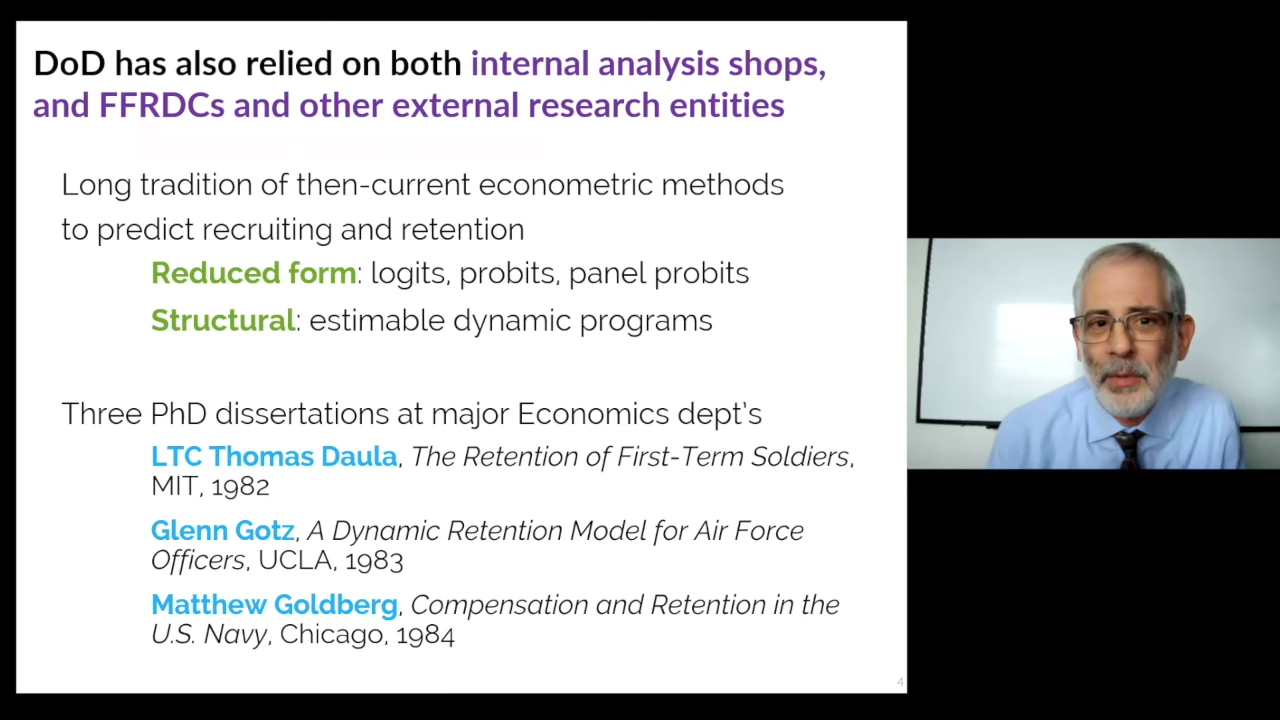 DoD has also relied on both internal analysis shops,
and FFRDCs and other external research entities
Long tradition of then-current econometric methods
to predict recruiting and retention
Reduced form: logits, probits, panel probits
Structural: estimable dynamic programs
Three PhD dissertations at major Economics dept's
LTC Thomas Daula, The Retention of First-Term Soldiers,
MIT, 1982
Glenn Gotz, A Dynamic Retention Model for Air Force
Officers, UCLA, 1983
Matthew Goldberg, Compensation and Retention in the
U.S. Navy, Chicago, 1984
4